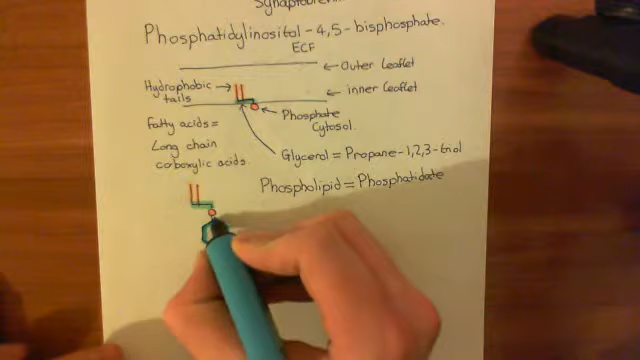 Phosphatidylinositol-4,5-bisphosphate.
ECF
← Outer leaflet
Hydrophobic → tails
← inner leaflet
Phosphate
Cytosol.
Fatty acids =
Long chain
carboxylic acids.
Glycerol = Propane-1,2,3-triol
Phospholipid = Phosphatidate